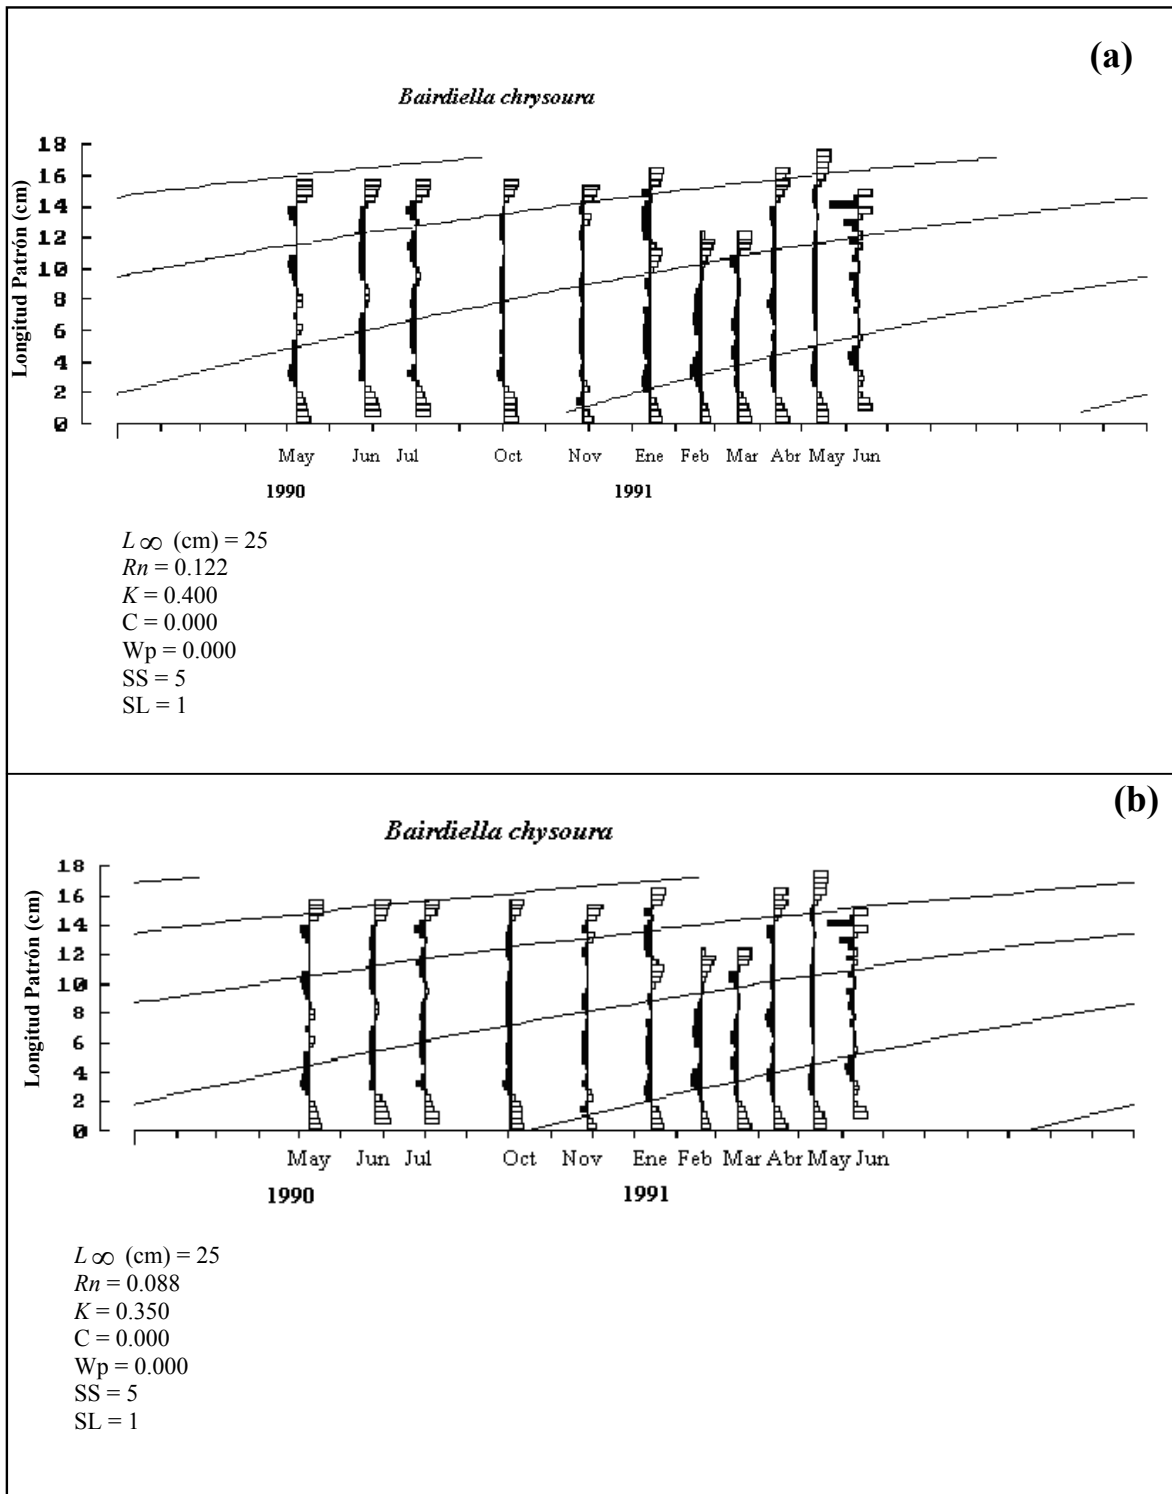 (a)
Bairdiella chrysoura
Longitud Patrón (cm)
18
16
14
12
10
8
6
4
2
0
May Jun Jul Oct Nov Ene Feb Mar Abr May Jun
1990 1991
L∞ (cm) = 25
Rn = 0.122
K = 0.400
C = 0.000
Wp = 0.000
SS = 5
SL = 1
(b)
Bairdiella chysoura
Longitud Patrón (cm)
18
16
14
12
10
8
6
4
2
0
May Jun Jul Oct Nov Ene Feb Mar Abr May Jun
1990 1991
L∞ (cm) = 25
Rn = 0.088
K = 0.350
C = 0.000
Wp = 0.000
SS = 5
SL = 1